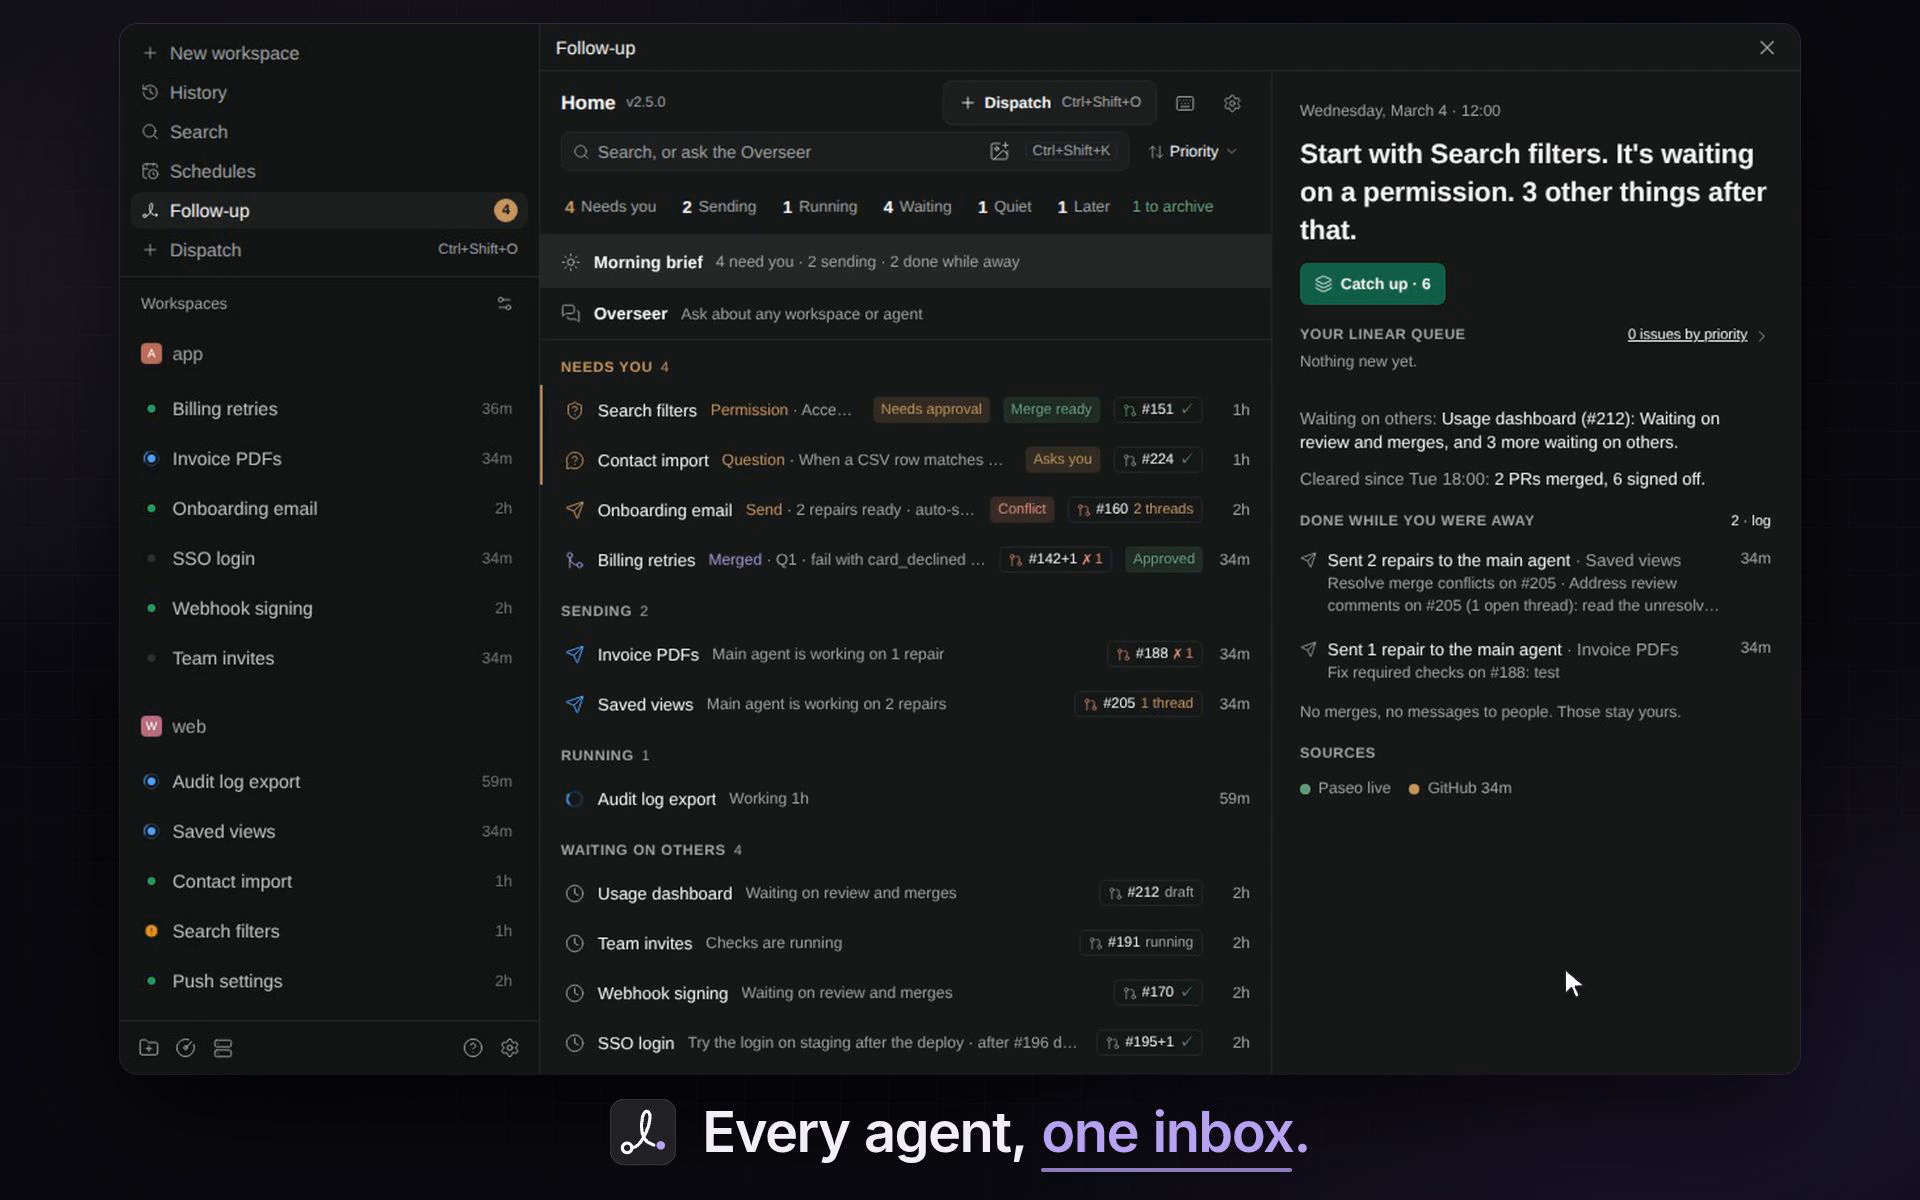 New workspace
History
Search
Schedules
Follow-up 4
Dispatch Ctrl+Shift+O
Workspaces
A app
Billing retries 36m
Invoice PDFs 34m
Onboarding email 2h
SSO login 34m
Webhook signing 2h
Team invites 34m
W web
Audit log export 59m
Saved views 34m
Contact import 1h
Search filters 1h
Push settings 2h
Follow-up
Home v2.5.0 Dispatch Ctrl+Shift+O
Search, or ask the Overseer Ctrl+Shift+K Priority
4 Needs you 2 Sending 1 Running 4 Waiting 1 Quiet 1 Later 1 to archive
Morning brief 4 need you · 2 sending · 2 done while away
Overseer Ask about any workspace or agent
NEEDS YOU 4
Search filters Permission · Acce… Needs approval Merge ready #151 ✓ 1h
Contact import Question · When a CSV row matches … Asks you #224 ✓ 1h
Onboarding email Send · 2 repairs ready · auto-s… Conflict #160 2 threads 2h
Billing retries Merged · Q1 · fail with card_declined … #142+1 ✗ 1 Approved 34m
SENDING 2
Invoice PDFs Main agent is working on 1 repair #188 ✗ 1 34m
Saved views Main agent is working on 2 repairs #205 1 thread 34m
RUNNING 1
Audit log export Working 1h 59m
WAITING ON OTHERS 4
Usage dashboard Waiting on review and merges #212 draft 2h
Team invites Checks are running #191 running 2h
Webhook signing Waiting on review and merges #170 ✓ 2h
SSO login Try the login on staging after the deploy · after #196 d… #195+1 ✓ 2h
Wednesday, March 4 · 12:00
Start with Search filters. It's waiting
on a permission. 3 other things after
that.
Catch up · 6
YOUR LINEAR QUEUE 0 issues by priority
Nothing new yet.
Waiting on others: Usage dashboard (#212): Waiting on
review and merges, and 3 more waiting on others.
Cleared since Tue 18:00: 2 PRs merged, 6 signed off.
DONE WHILE YOU WERE AWAY 2 · log
Sent 2 repairs to the main agent · Saved views 34m
Resolve merge conflicts on #205 · Address review
comments on #205 (1 open thread): read the unresolv…
Sent 1 repair to the main agent · Invoice PDFs 34m
Fix required checks on #188: test
No merges, no messages to people. Those stay yours.
SOURCES
Paseo live GitHub 34m
Every agent, one inbox.